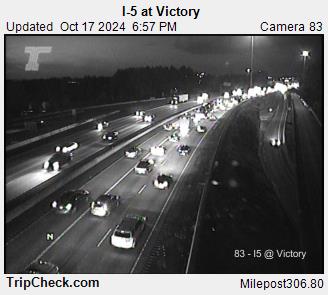 I-5 at Victory
Updated Oct 17 2024 6:57 PM Camera 83
T
N
83 - I5 @ Victory
TripCheck.com Milepost306.80